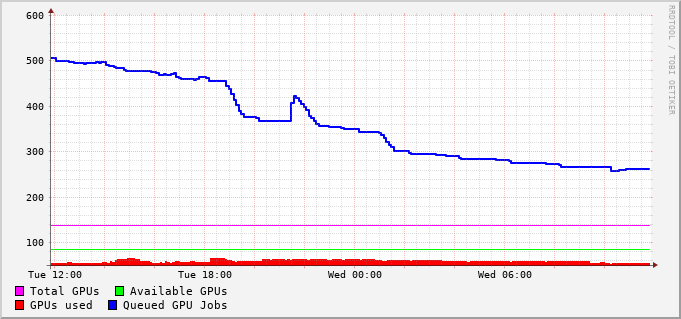 600
500
400
300
200
100
Tue 12:00 Tue 18:00 Wed 00:00 Wed 06:00
Total GPUs Available GPUs
GPUs used Queued GPU Jobs
RRDTOOL / TOBI OETIKER